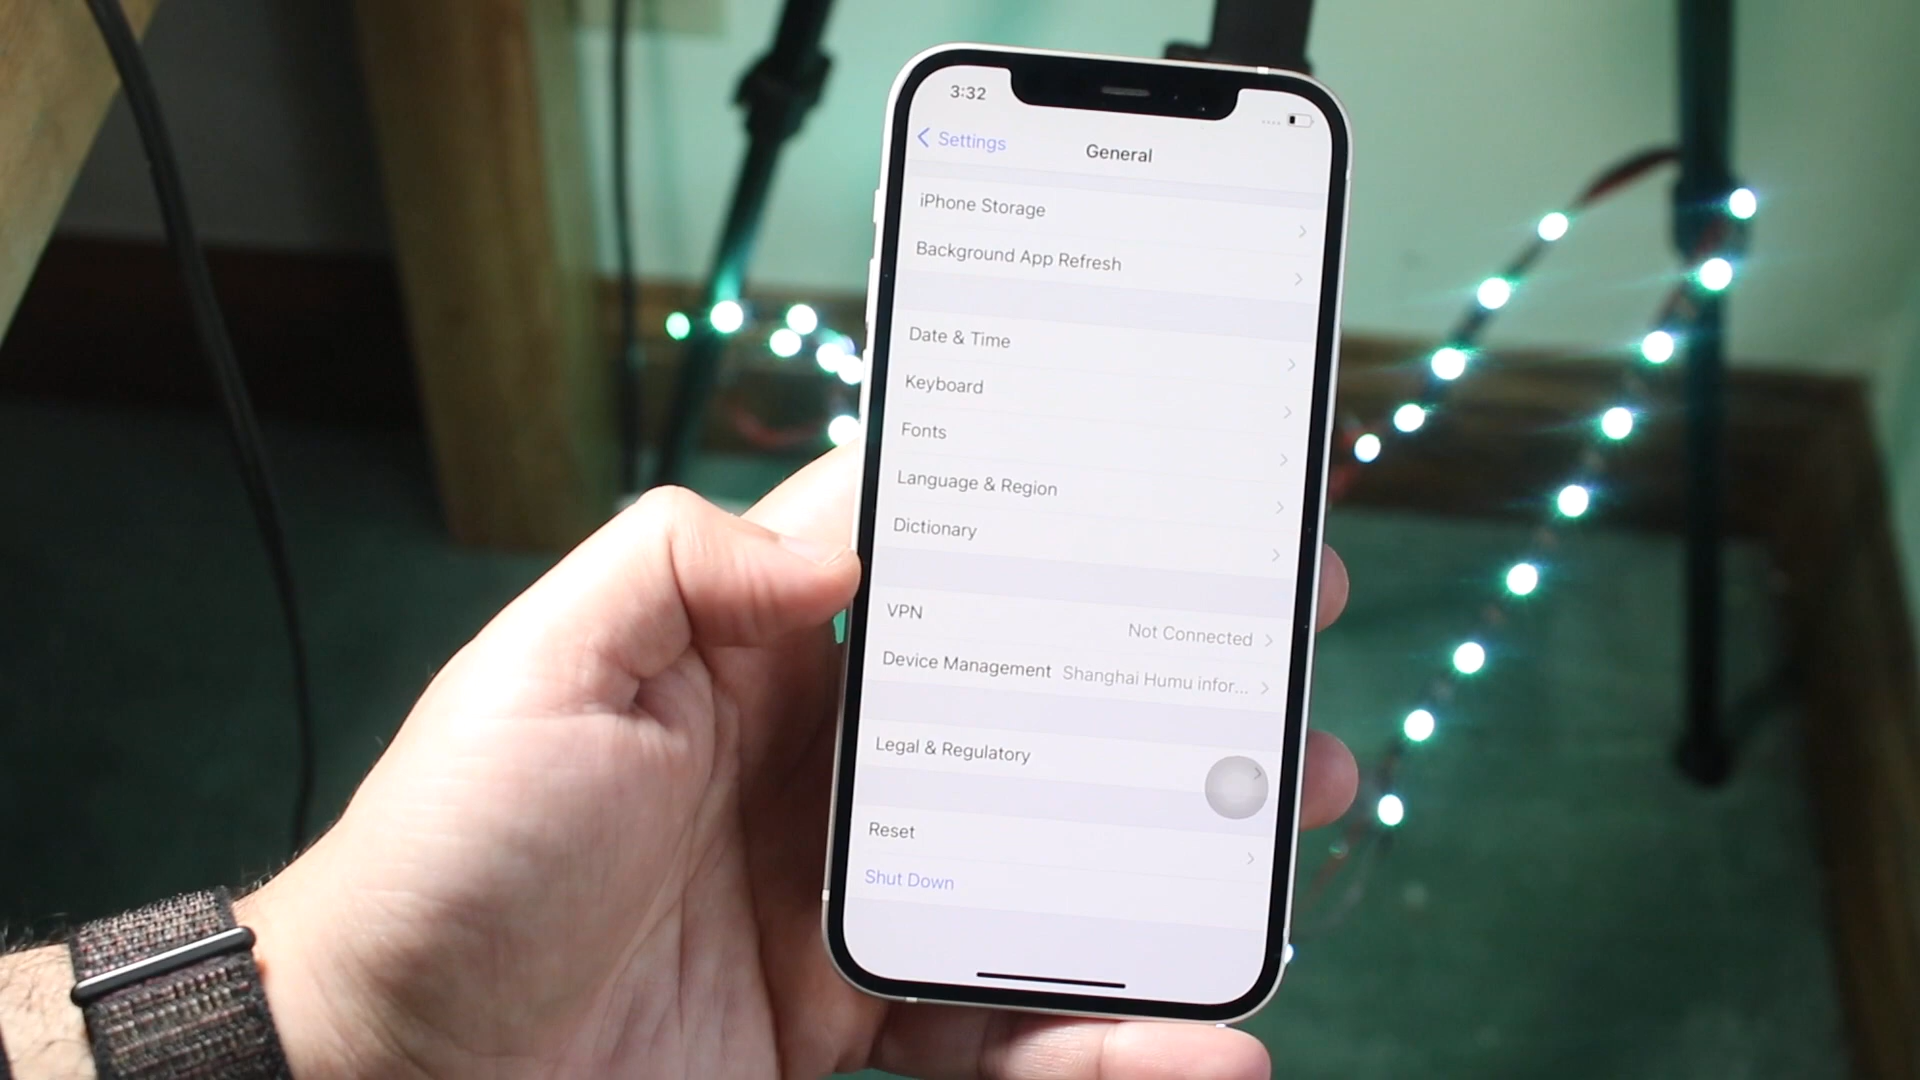 3:32
Settings
General
iPhone Storage
Background App Refresh
Date & Time
Keyboard
Fonts
Language & Region
Dictionary
VPN Not Connected
Device Management Shanghai Humu infor...
Legal & Regulatory
Reset
Shut Down